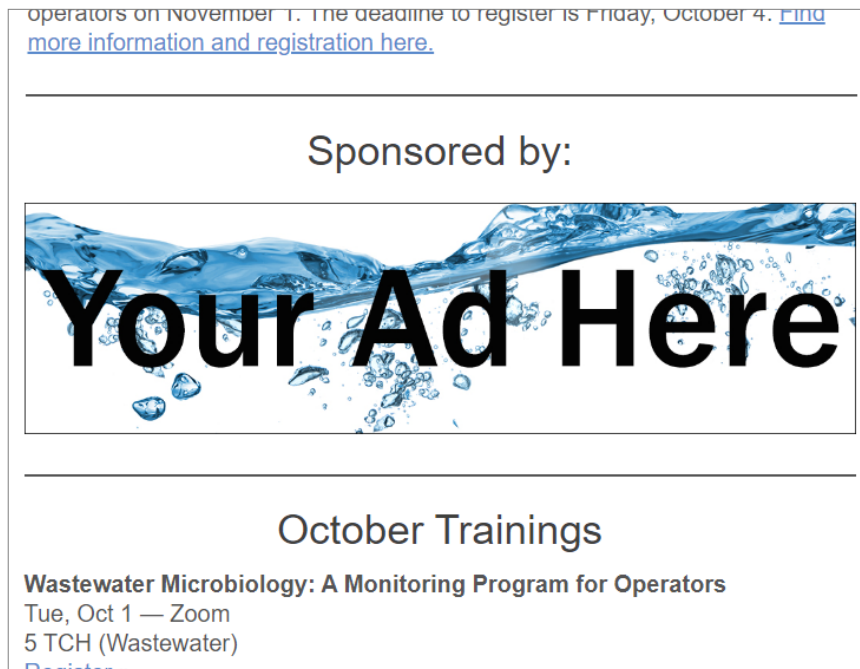 operators on November 1. The deadline to register is Friday, October 4. Find
more information and registration here.
Sponsored by:
Your Ad Here
October Trainings
Wastewater Microbiology: A Monitoring Program for Operators
Tue, Oct 1 — Zoom
5 TCH (Wastewater)
Register